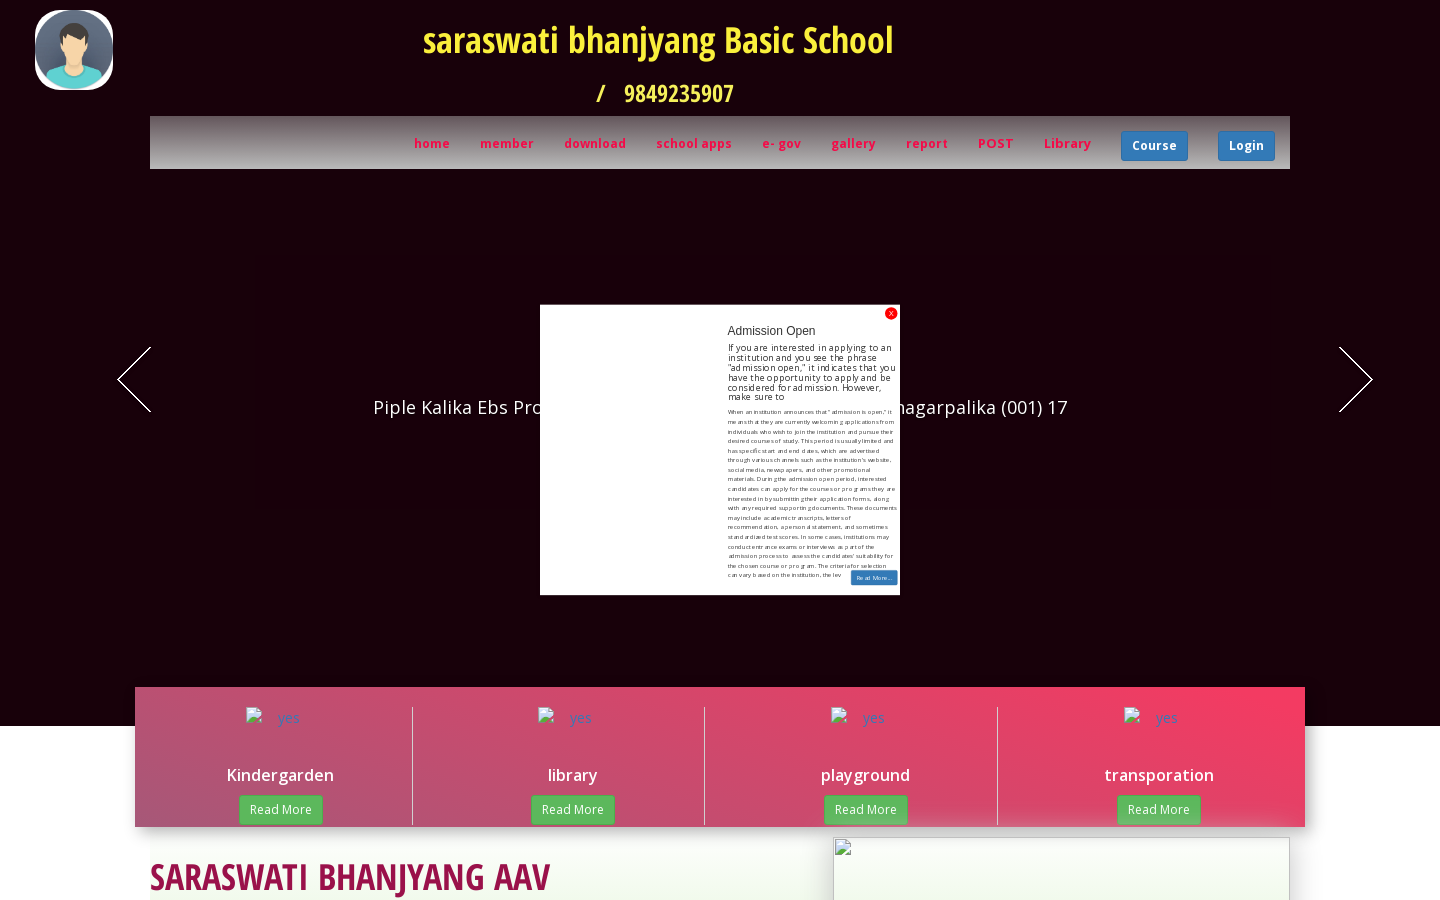 saraswati bhanjyang Basic School
/ 9849235907
home member download school apps e- gov gallery report POST Library Course Login
X
Admission Open
If you are interested in applying to an
institution and you see the phrase
"admission open," it indicates that you
have the opportunity to apply and be
considered for admission. However,
make sure to
Piple Kalika Ebs Pro
nagarpalika (001) 17
When an institution announces that "admission is open," it
means that they are currently welcoming applications from
individuals who wish to join the institution and pursue their
desired courses of study. This period is usually limited and
has specific start and end dates, which are advertised
through various channels such as the institution's website,
social media, newspapers, and other promotional
materials. During the admission open period, interested
candidates can apply for the courses or programs they are
interested in by submitting their application forms, along
with any required supporting documents. These documents
may include academic transcripts, letters of
recommendation, a personal statement, and sometimes
standardized test scores. In some cases, institutions may
conduct entrance exams or interviews as part of the
admission process to assess the candidates' suitability for
the chosen course or program. The criteria for selection
can vary based on the institution, the lev
Read More...
yes yes yes yes
Kindergarden library playground transporation
Read More Read More Read More Read More
SARASWATI BHANJYANG AAV